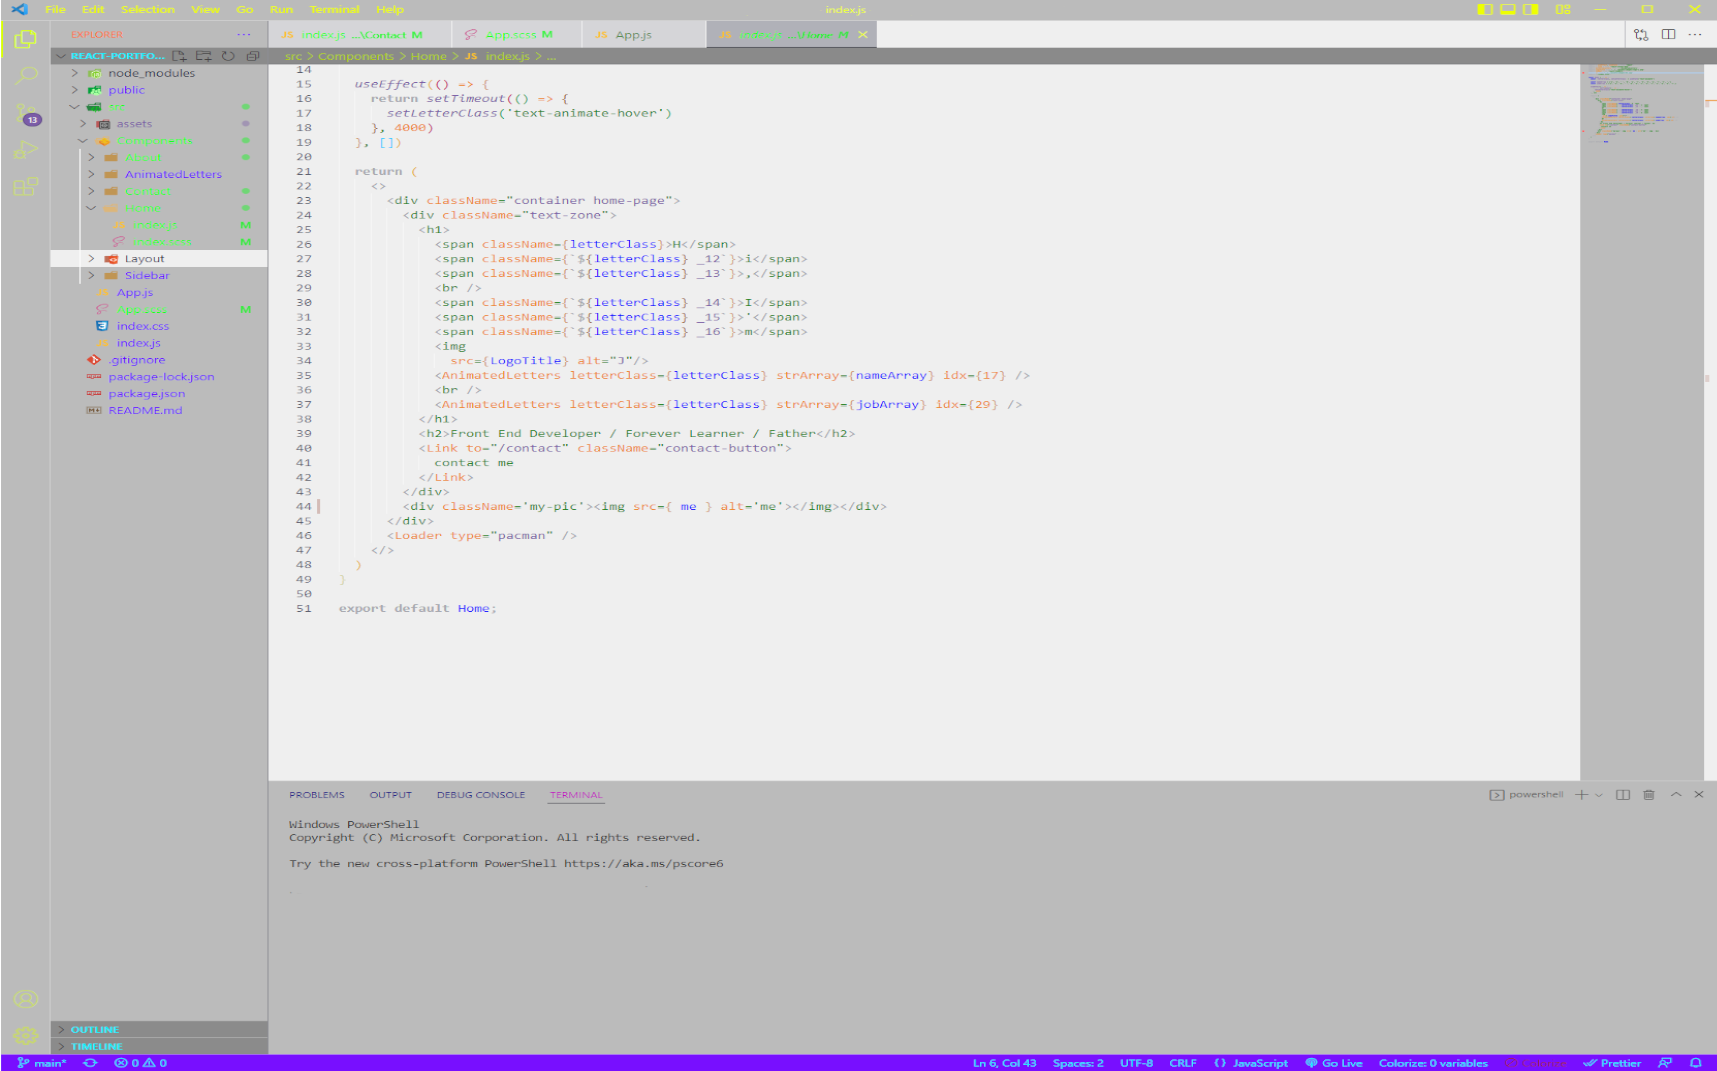 File Edit Selection View Go Run Terminal Help index.js
EXPLORER ...
JS index.js ...\Contact M App.scss M JS App.js JS index.js ...\Home M
REACT-PORTFO...
src > Components > Home > JS index.js > ...
node_modules
public
src
assets
Components
About
AnimatedLetters
Contact
Home
JS index.js M
index.scss M
Layout
Sidebar
JS App.js
App.scss M
index.css
JS index.js
.gitignore
package-lock.json
package.json
README.md
OUTLINE
TIMELINE
13
14
15 useEffect(() => {
16 return setTimeout(() => {
17 setLetterClass('text-animate-hover')
18 }, 4000)
19 }, [])
20
21 return (
22 <>
23 <div className="container home-page">
24 <div className="text-zone">
25 <h1>
26 <span className={letterClass}>H</span>
27 <span className={`${letterClass} _12`}>i</span>
28 <span className={`${letterClass} _13`}>,</span>
29 <br />
30 <span className={`${letterClass} _14`}>I</span>
31 <span className={`${letterClass} _15`}>'</span>
32 <span className={`${letterClass} _16`}>m</span>
33 <img
34 src={LogoTitle} alt="J"/>
35 <AnimatedLetters letterClass={letterClass} strArray={nameArray} idx={17} />
36 <br />
37 <AnimatedLetters letterClass={letterClass} strArray={jobArray} idx={29} />
38 </h1>
39 <h2>Front End Developer / Forever Learner / Father</h2>
40 <Link to="/contact" className="contact-button">
41 contact me
42 </Link>
43 </div>
44 <div className='my-pic'><img src={ me } alt='me'></img></div>
45 </div>
46 <Loader type="pacman" />
47 </>
48 )
49 }
50
51 export default Home;
PROBLEMS OUTPUT DEBUG CONSOLE TERMINAL powershell
Windows PowerShell
Copyright (C) Microsoft Corporation. All rights reserved.
Try the new cross-platform PowerShell https://aka.ms/pscore6
main* 0 0 Ln 6, Col 43 Spaces: 2 UTF-8 CRLF {} JavaScript Go Live Colorize: 0 variables Colorize Prettier